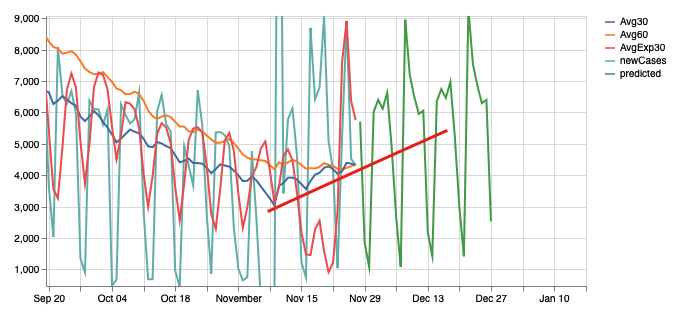 9,000
8,000
7,000
6,000
5,000
4,000
3,000
2,000
1,000
Sep 20 Oct 04 Oct 18 November Nov 15 Nov 29 Dec 13 Dec 27 Jan 10
Avg30
Avg60
AvgExp30
newCases
predicted